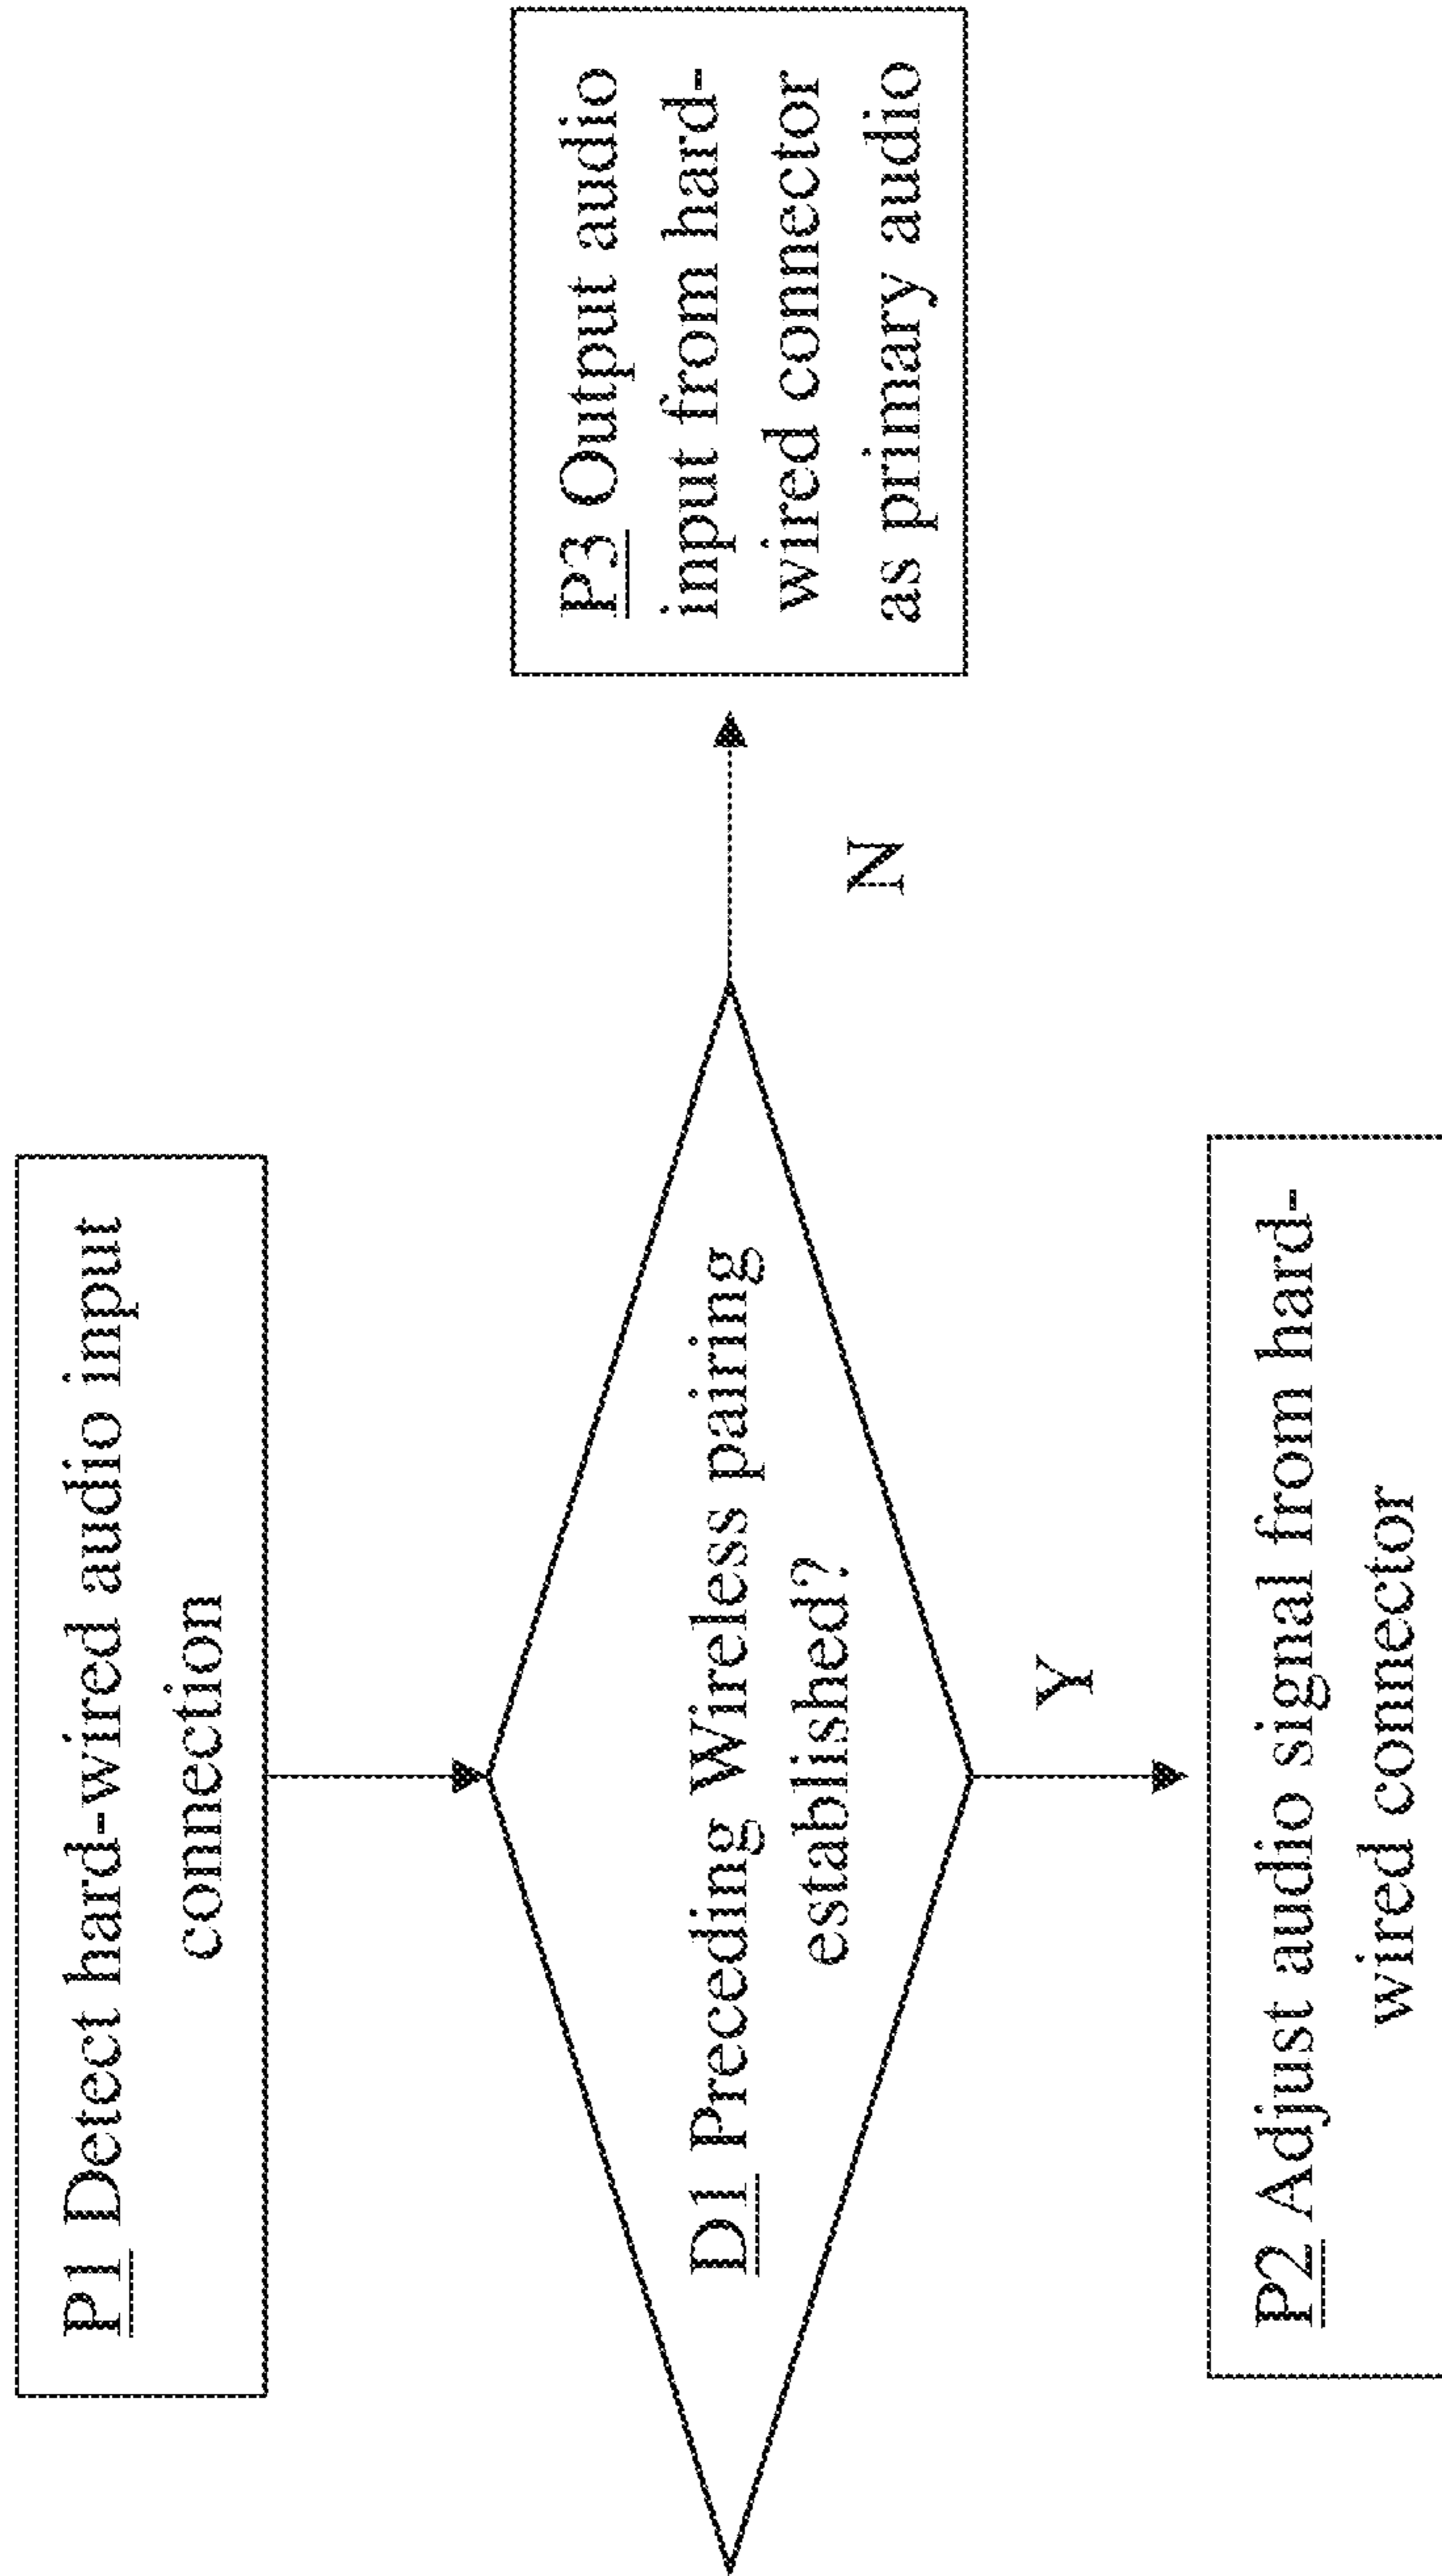 P1 Detect hard-wired audio input
connection
D1 Preceding Wireless pairing
established?
N
P3 Output audio
input from hard-
wired connector
as primary audio
Y
P2 Adjust audio signal from hard-
wired connector